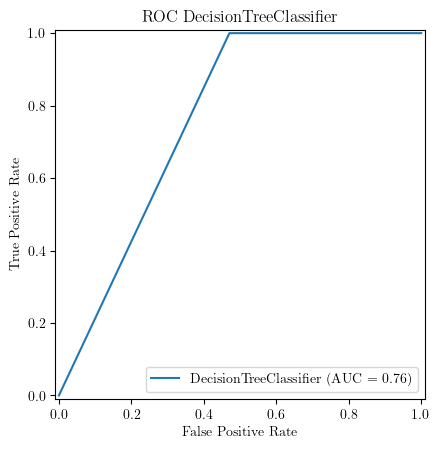 ROC DecisionTreeClassifier
1.0
0.8
0.6
0.4
0.2
0.0
True Positive Rate
DecisionTreeClassifier (AUC = 0.76)
0.0 0.2 0.4 0.6 0.8 1.0
False Positive Rate